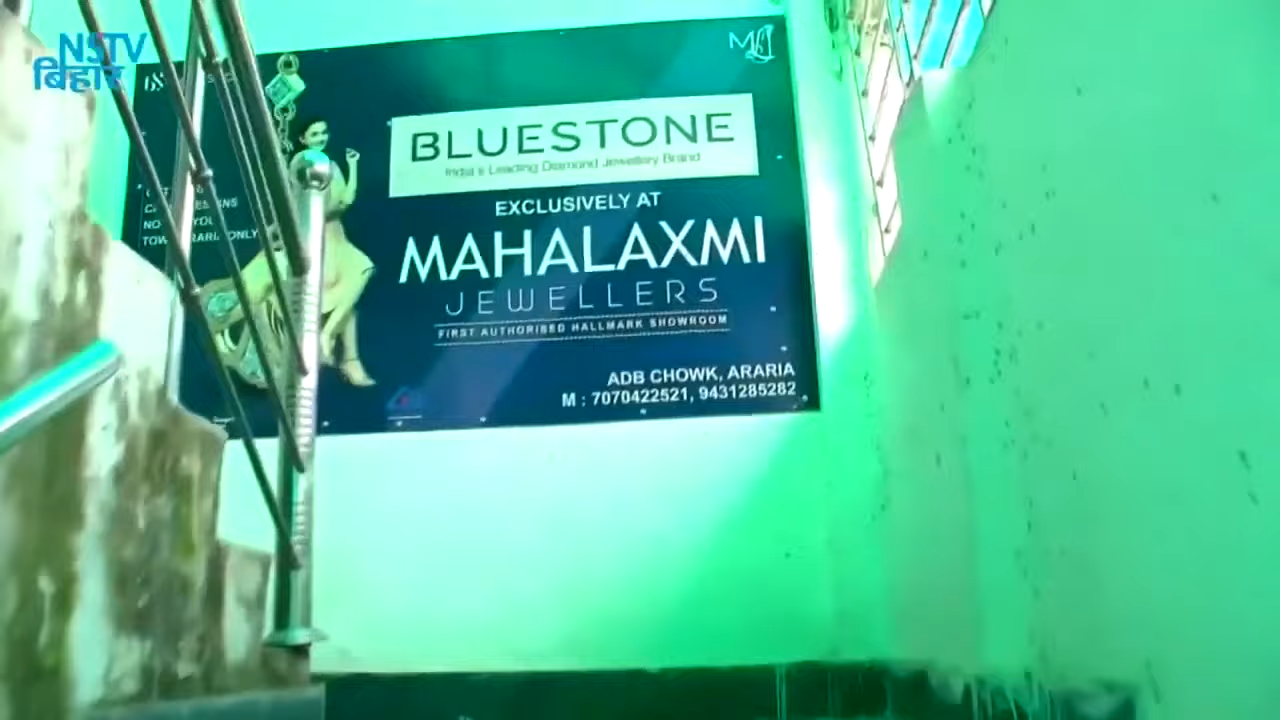 NSTV
बिहार
BLUESTONE
India's Leading Diamond Jewellery Brand
EXCLUSIVELY AT
MAHALAXMI
JEWELLERS
FIRST AUTHORISED HALLMARK SHOWROOM
ADB CHOWK, ARARIA
M : 7070422521, 9431285282